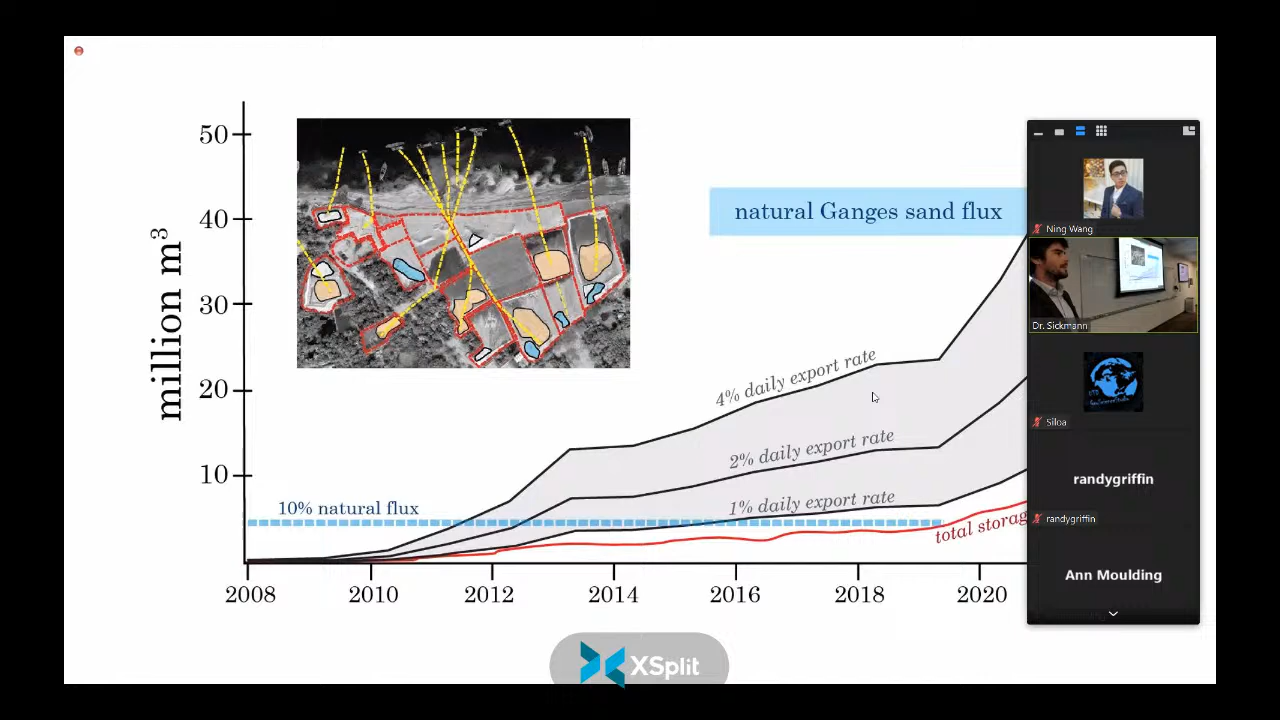 50
40
30
20
10
million m³
natural Ganges sand flux
4% daily export rate
2% daily export rate
1% daily export rate
10% natural flux
total storag
2008 2010 2012 2014 2016 2018 2020
Ning Wang
Dr. Sickmann
Siloa
randygriffin
randygriffin
Ann Moulding
XSplit